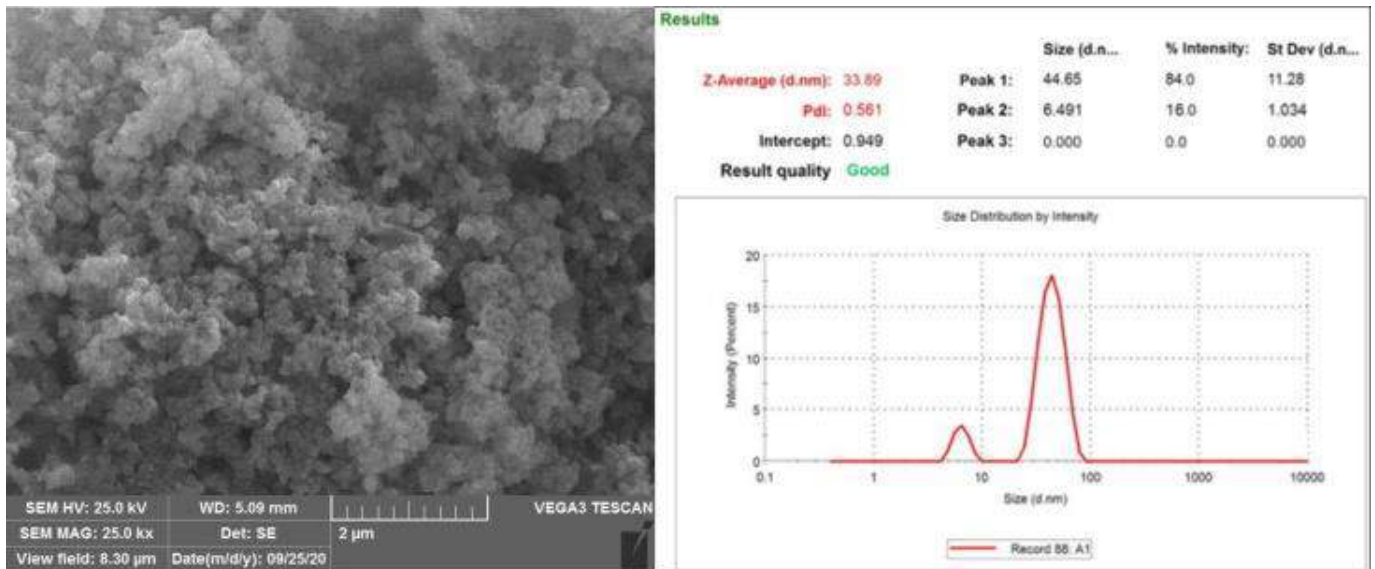 SEM HV: 25.0 kV WD: 5.09 mm VEGA3 TESCAN
SEM MAG: 25.0 kx Det: SE 2 µm
View field: 8.30 µm Date(m/d/y): 09/25/20
Results
Size (d.n... % Intensity: St Dev (d.n...
Z-Average (d.nm): 33.89 Peak 1: 44.65 84.0 11.28
PdI: 0.561 Peak 2: 6.491 16.0 1.034
Intercept: 0.949 Peak 3: 0.000 0.0 0.000
Result quality Good
Size Distribution by Intensity
Intensity (Percent)
20
15
10
5
0
0.1 1 10 100 1000 10000
Size (d.nm)
Record 88: A1